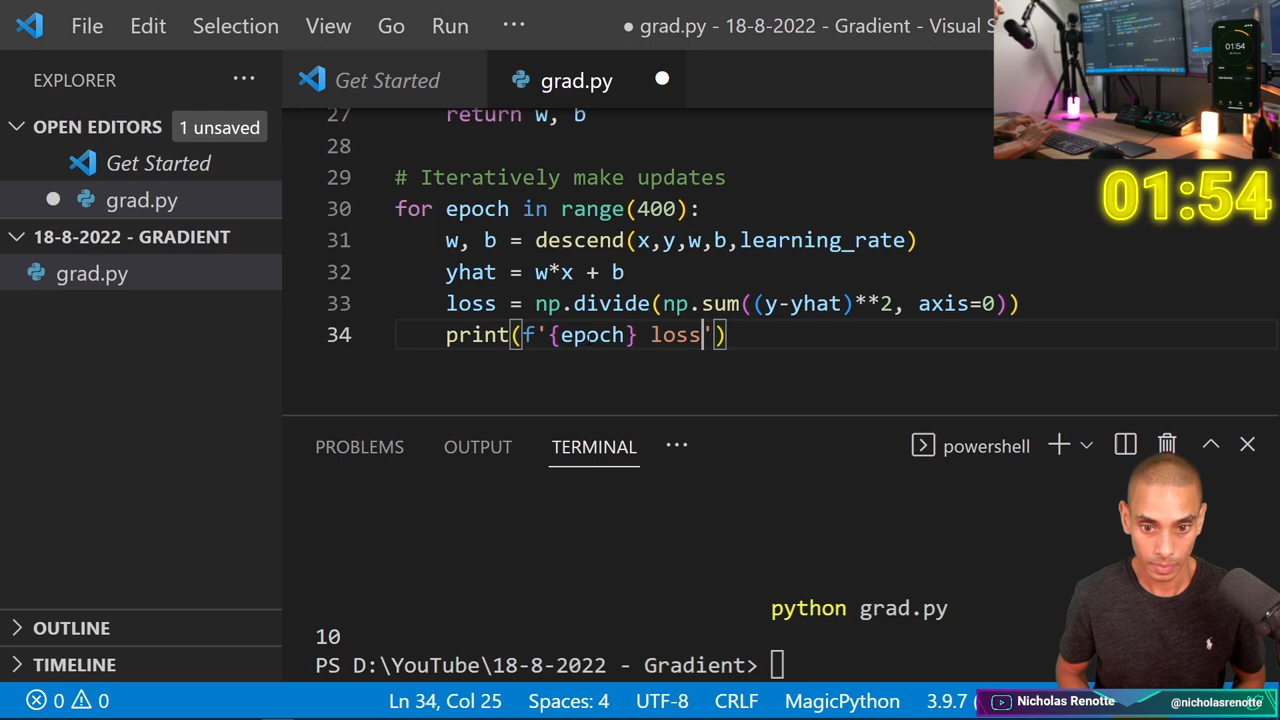 File Edit Selection View Go Run ··· ● grad.py - 18-8-2022 - Gradient - Visual S
01:54
EXPLORER ···
Get Started
grad.py ●
OPEN EDITORS 1 unsaved
Get Started
● grad.py
18-8-2022 - GRADIENT
grad.py
27 return w, b
28
29 # Iteratively make updates
30 for epoch in range(400):
31 w, b = descend(x,y,w,b,learning_rate)
32 yhat = w*x + b
33 loss = np.divide(np.sum((y-yhat)**2, axis=0))
34 print(f'{epoch} loss')
01:54
PROBLEMS OUTPUT TERMINAL ··· powershell
python grad.py
10
PS D:\YouTube\18-8-2022 - Gradient>
OUTLINE
TIMELINE
0 0 Ln 34, Col 25 Spaces: 4 UTF-8 CRLF MagicPython 3.9.7 (
Nicholas Renotte @nicholasrenotte